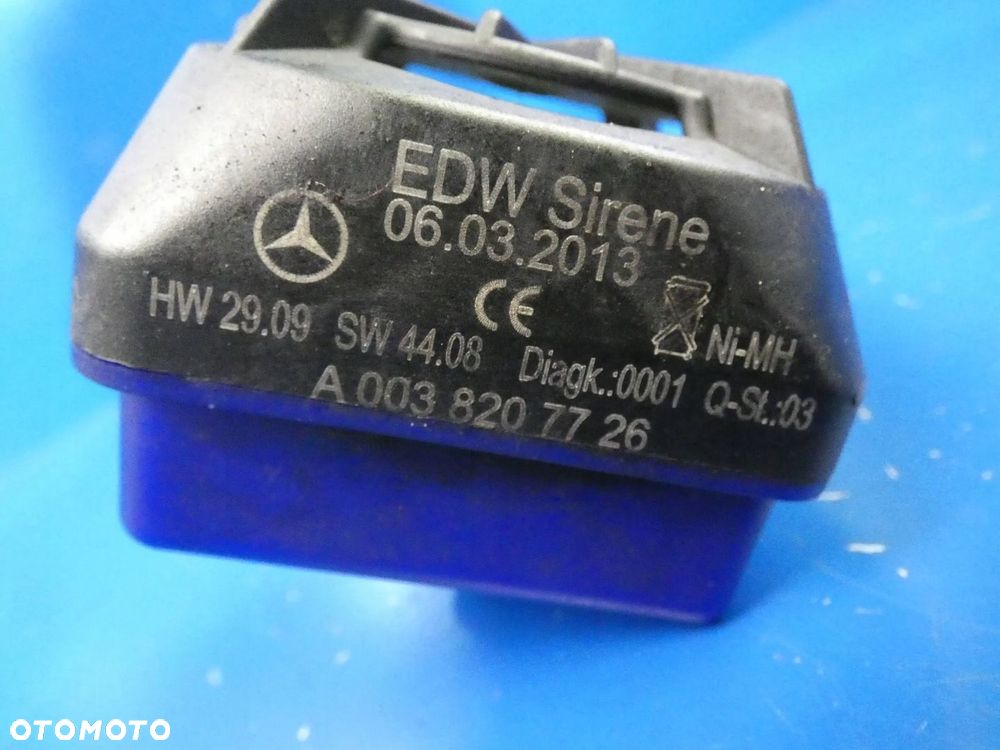 EDW Sirene
06.03.2013
CE
Ni-MH
HW 29.09 SW 44.08 Diagk.:0001 Q-St.:03
A 003 820 77 26
OTOMOTO